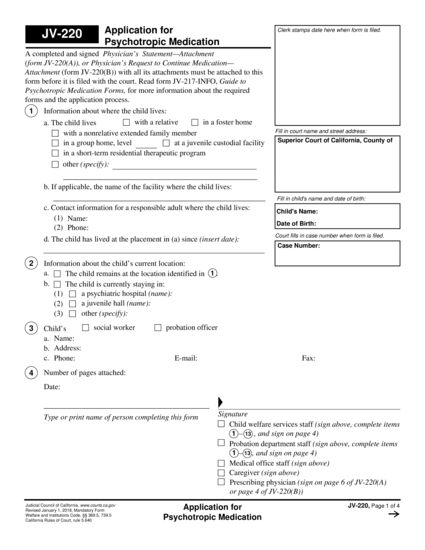 JV-220
Application for
Psychotropic Medication
Clerk stamps date here when form is filed.
A completed and signed Physician's Statement—Attachment
(form JV-220(A)), or Physician's Request to Continue Medication—
Attachment (form JV-220(B)) with all its attachments must be attached to this
form before it is filed with the court. Read form JV-217-INFO, Guide to
Psychotropic Medication Forms, for more information about the required
forms and the application process.
1 Information about where the child lives:
a. The child lives with a relative in a foster home
with a nonrelative extended family member
in a group home, level at a juvenile custodial facility
in a short-term residential therapeutic program
other (specify):
b. If applicable, the name of the facility where the child lives:
c. Contact information for a responsible adult where the child lives:
(1) Name:
(2) Phone:
d. The child has lived at the placement in (a) since (insert date):
Fill in court name and street address:
Superior Court of California, County of
Fill in child's name and date of birth:
Child's Name:
Date of Birth:
Court fills in case number when form is filed.
Case Number:
2 Information about the child's current location:
a. The child remains at the location identified in 1.
b. The child is currently staying in:
(1) a psychiatric hospital (name):
(2) a juvenile hall (name):
(3) other (specify):
3 Child's social worker probation officer
a. Name:
b. Address:
c. Phone: E-mail: Fax:
4 Number of pages attached:
Date:
Type or print name of person completing this form
Signature
Child welfare services staff (sign above, complete items
1–13, and sign on page 4)
Probation department staff (sign above, complete items
1–13, and sign on page 4)
Medical office staff (sign above)
Caregiver (sign above)
Prescribing physician (sign on page 6 of JV-220(A)
or page 4 of JV-220(B))
Judicial Council of California, www.courts.ca.gov
Revised January 1, 2018, Mandatory Form
Welfare and Institutions Code, §§ 369.5, 739.5
California Rules of Court, rule 5.640
Application for
Psychotropic Medication
JV-220, Page 1 of 4